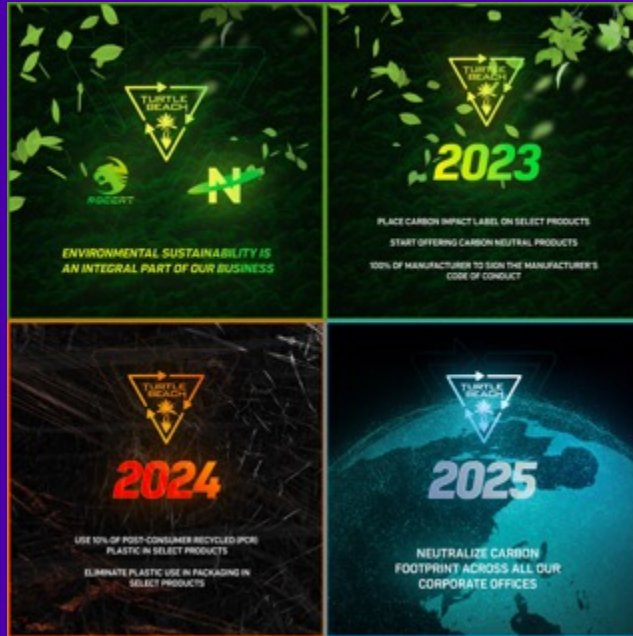 TURTLE
BEACH
ROCCAT
N
ENVIRONMENTAL SUSTAINABILITY IS
AN INTEGRAL PART OF OUR BUSINESS
TURTLE
BEACH
2023
PLACE CARBON IMPACT LABEL ON SELECT PRODUCTS
START OFFERING CARBON NEUTRAL PRODUCTS
100% OF MANUFACTURER TO SIGN THE MANUFACTURER'S
CODE OF CONDUCT
TURTLE
BEACH
2024
USE 10% OF POST-CONSUMER RECYCLED (PCR)
PLASTIC IN SELECT PRODUCTS
ELIMINATE PLASTIC USE IN PACKAGING IN
SELECT PRODUCTS
TURTLE
BEACH
2025
NEUTRALIZE CARBON
FOOTPRINT ACROSS ALL OUR
CORPORATE OFFICES